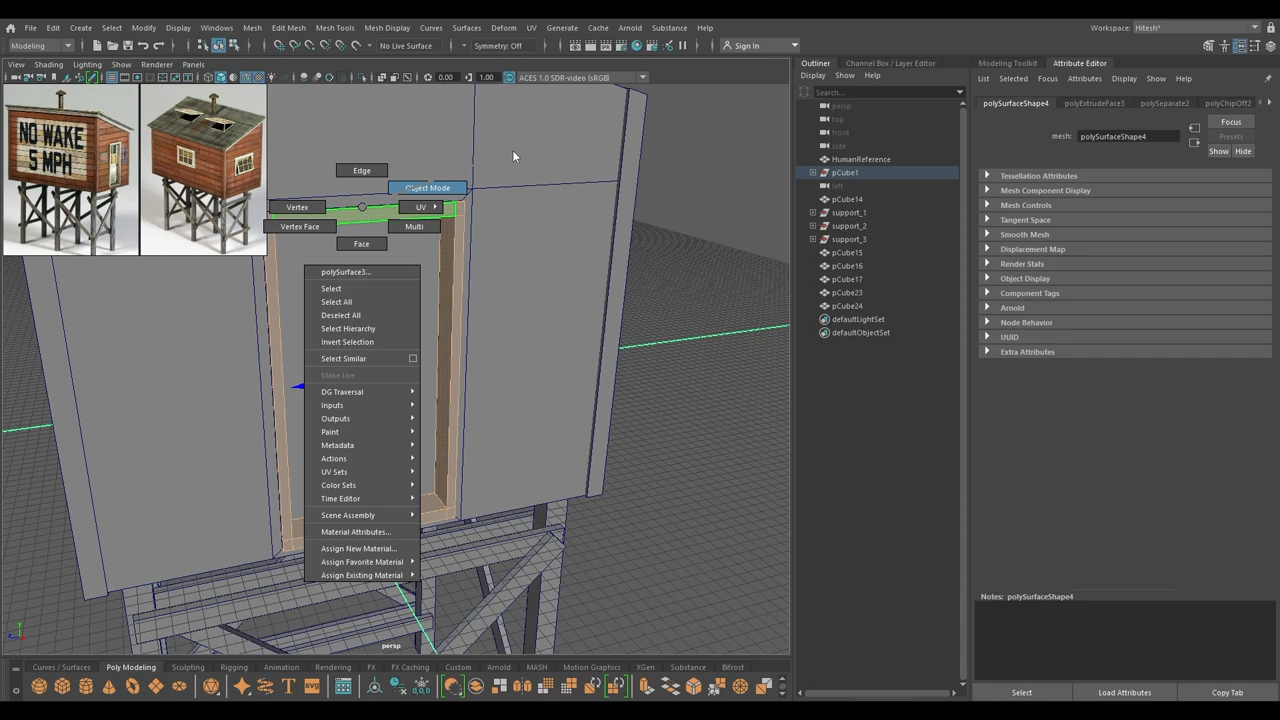 File Edit Create Select Modify Display Windows Mesh Edit Mesh Mesh Tools Mesh Display Curves Surfaces Deform UV Generate Cache Arnold Substance Help Workspace: Hitesh*
Modeling No Live Surface Symmetry: Off Sign In
View Shading Lighting Show Renderer Panels
0.00 1.00 ACES 1.0 SDR-video (sRGB)
NO WAKE
5 MPH
Edge
Object Mode
Vertex UV
Vertex Face Multi
Face
polySurface3...
Select
Select All
Deselect All
Select Hierarchy
Invert Selection
Select Similar
Make Live
DG Traversal
Inputs
Outputs
Paint
Metadata
Actions
UV Sets
Color Sets
Time Editor
Scene Assembly
Material Attributes...
Assign New Material...
Assign Favorite Material
Assign Existing Material
persp
Outliner Channel Box / Layer Editor
Display Show Help
Search...
persp
top
front
side
HumanReference
pCube1
left
pCube14
support_1
support_2
support_3
pCube15
pCube16
pCube17
pCube23
pCube24
defaultLightSet
defaultObjectSet
Modeling Toolkit Attribute Editor
List Selected Focus Attributes Display Show Help
polySurfaceShape4 polyExtrudeFace3 polySeparate2 polyChipOff2
Focus
mesh: polySurfaceShape4 Presets
Show Hide
Tessellation Attributes
Mesh Component Display
Mesh Controls
Tangent Space
Smooth Mesh
Displacement Map
Render Stats
Object Display
Component Tags
Arnold
Node Behavior
UUID
Extra Attributes
Notes: polySurfaceShape4
Select Load Attributes Copy Tab
Curves / Surfaces Poly Modeling Sculpting Rigging Animation Rendering FX FX Caching Custom Arnold MASH Motion Graphics XGen Substance Bifrost